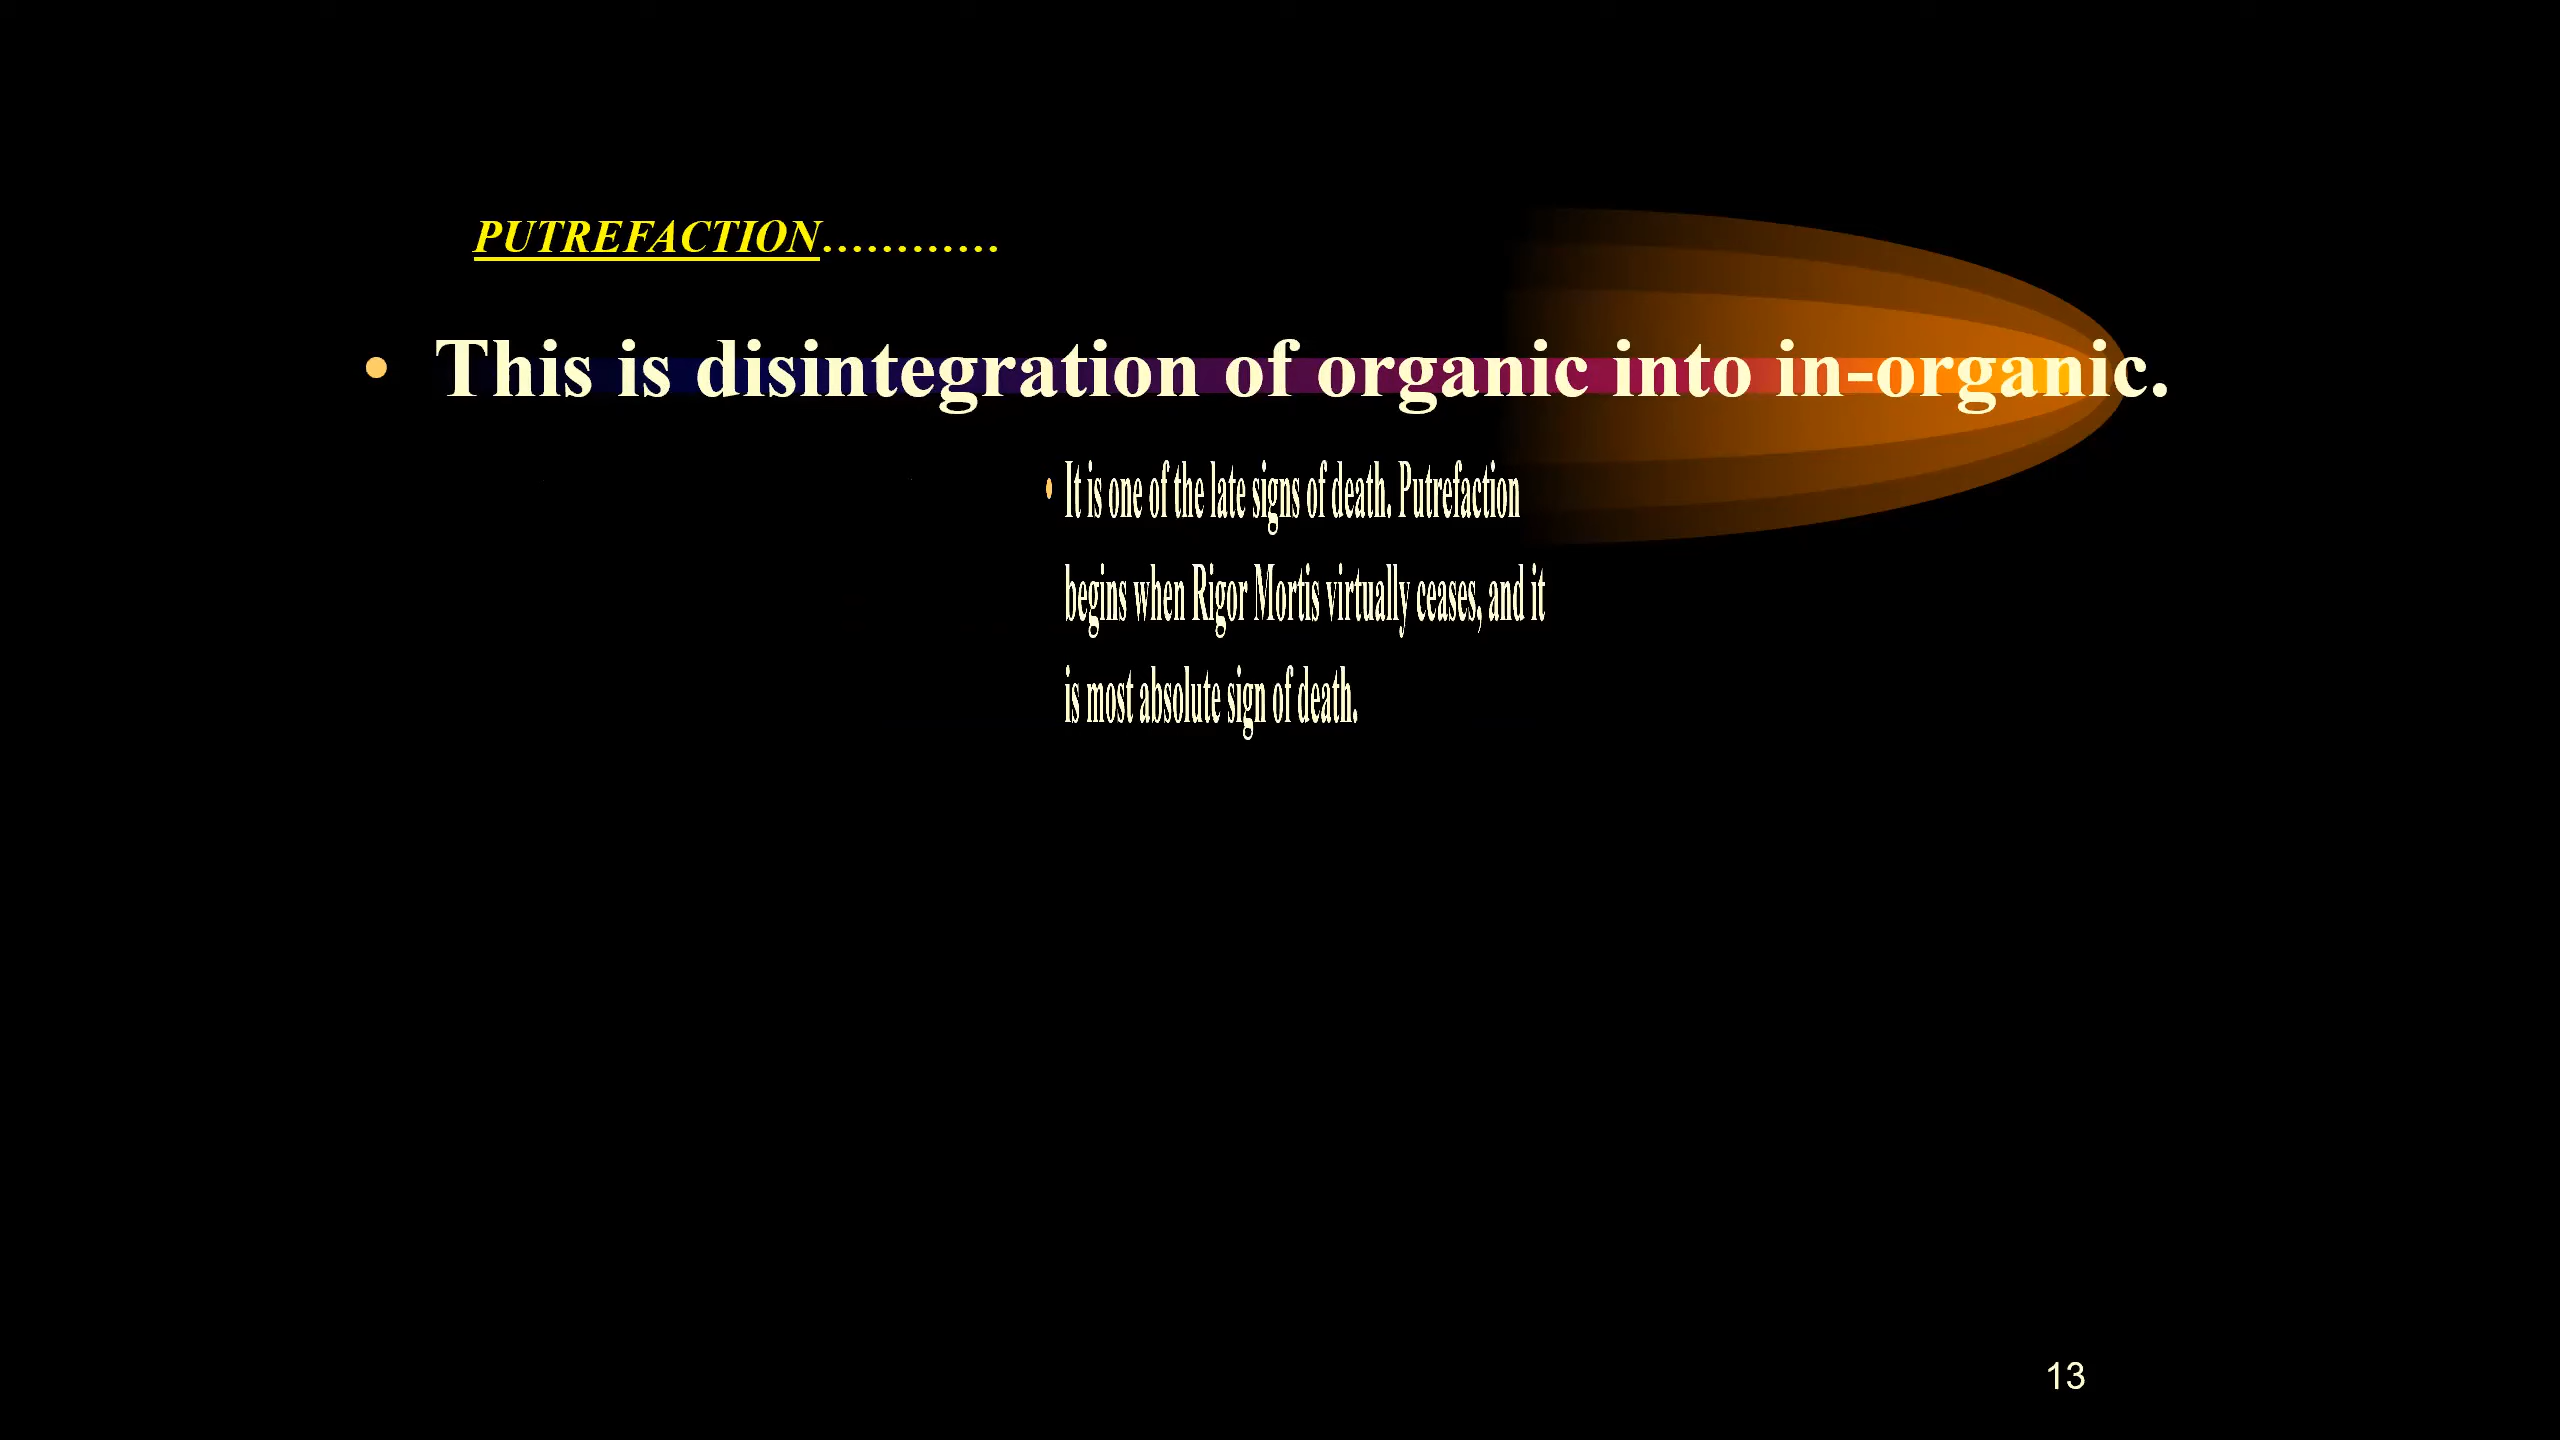 PUTREFACTION…………
• This is disintegration of organic into in-organic.
• It is one of the late signs of death. Putrefaction
begins when Rigor Mortis virtually ceases, and it
is most absolute sign of death.
13